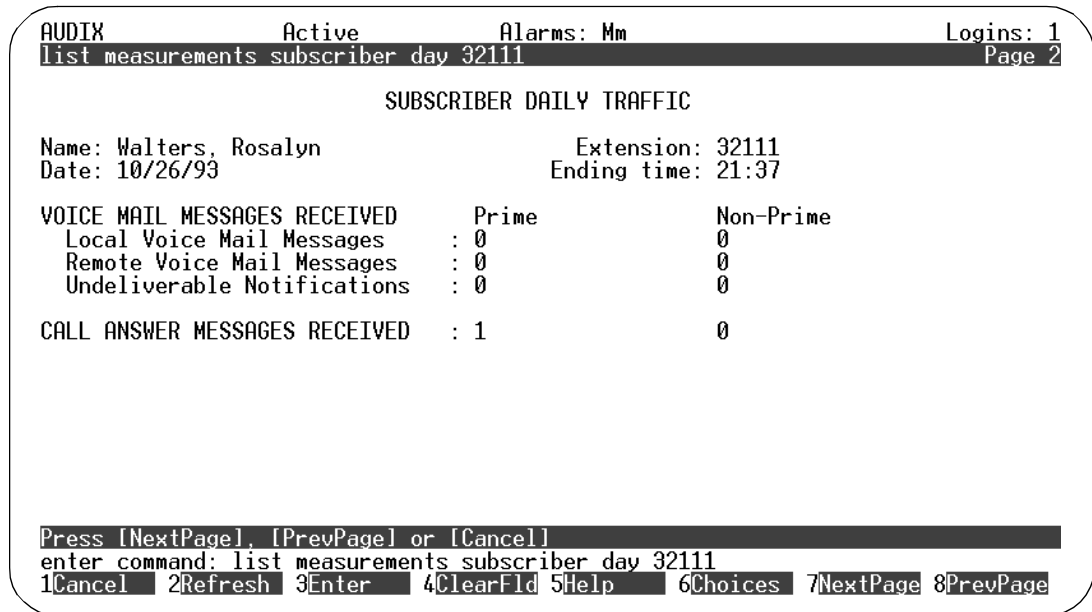 AUDIX Active Alarms: Mm Logins: 1
list measurements subscriber day 32111 Page 2
SUBSCRIBER DAILY TRAFFIC
Name: Walters, Rosalyn Extension: 32111
Date: 10/26/93 Ending time: 21:37
VOICE MAIL MESSAGES RECEIVED Prime Non-Prime
Local Voice Mail Messages : 0 0
Remote Voice Mail Messages : 0 0
Undeliverable Notifications : 0 0
CALL ANSWER MESSAGES RECEIVED : 1 0
Press [NextPage], [PrevPage] or [Cancel]
enter command: list measurements subscriber day 32111
1Cancel 2Refresh 3Enter 4ClearFld 5Help 6Choices 7NextPage 8PrevPage